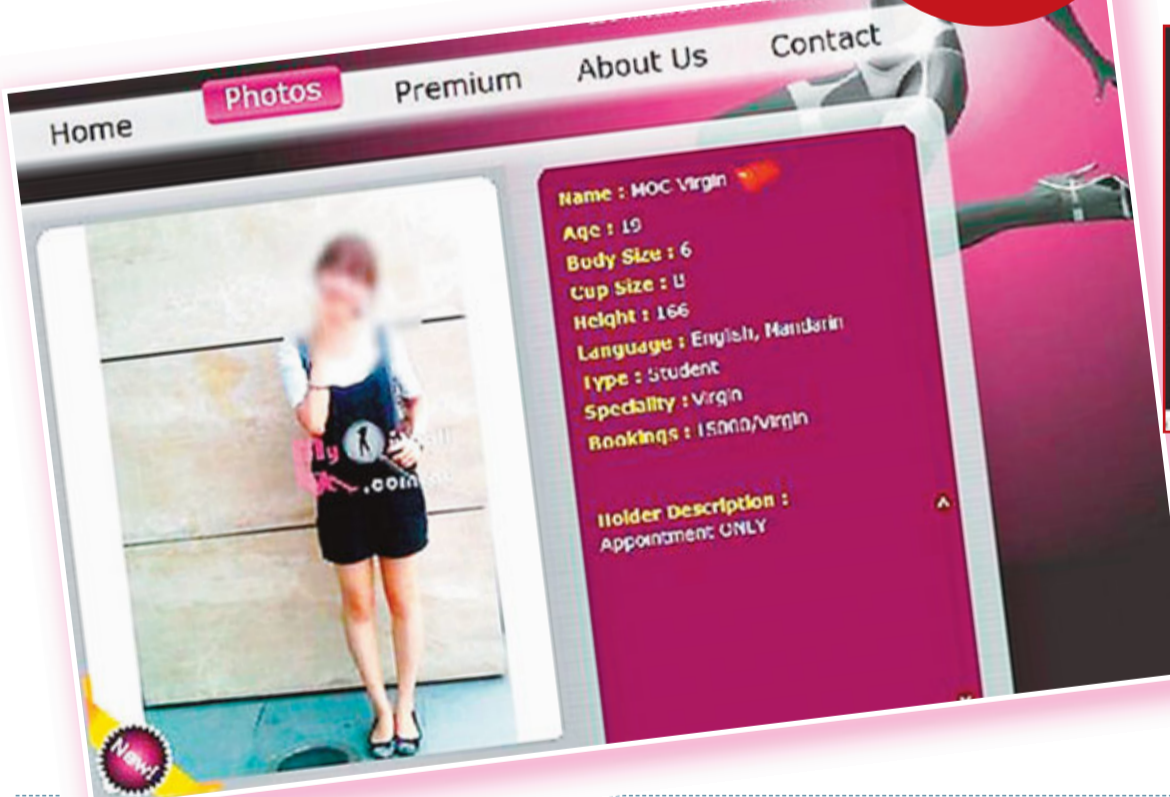 Home
Photos
Premium
About Us
Contact
Name : MOC Virgin
Age : 19
Body Size : 6
Cup Size :
Height : 166
Language : English, Mandarin
Type : Student
Speciality : Virgin
Bookings : 15000/Virgin
Holder Description :
Appointment ONLY
New!